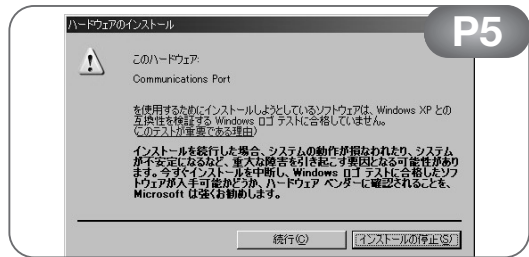 ハードウェアのインストール
P5
このハードウェア:
Communications Port
を使用するためにインストールしようとしているソフトウェアは、Windows XP との
互換性を検証する Windows ロゴ テストに合格していません。
(このテストが重要である理由)
インストールを続行した場合、システムの動作が損なわれたり、システム
が不安定になるなど、重大な障害を引き起こす要因となる可能性があり
ます。今すぐインストールを中断し、Windows ロゴ テストに合格したソフ
トウェアが入手可能かどうか、ハードウェア ベンダーに確認されることを、
Microsoft は強くお勧めします。
続行(C)
インストールの停止(S)